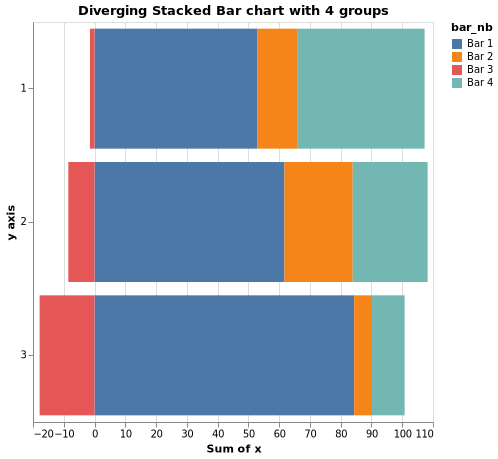 Diverging Stacked Bar chart with 4 groups
bar_nb
Bar 1
Bar 2
Bar 3
Bar 4
y axis
1
2
3
−20 −10 0 10 20 30 40 50 60 70 80 90 100 110
Sum of x